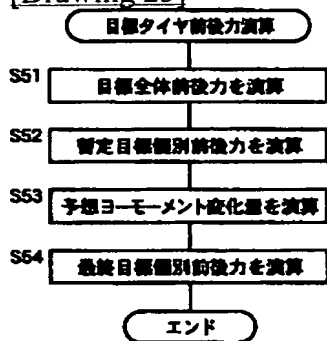 [Drawing 25]
目標タイヤ前後力演算
S51 目標全体前後力を演算
S52 暫定目標個別前後力を演算
S53 予想ヨーモーメント変化量を演算
S54 最終目標個別前後力を演算
エンド